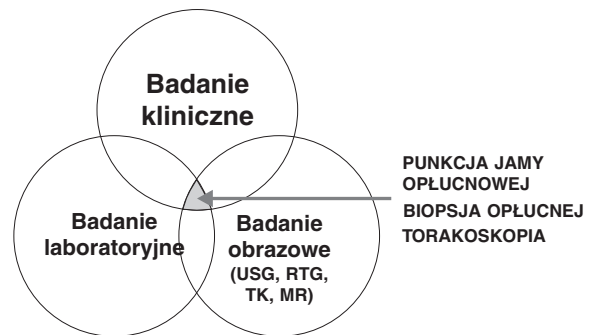 Badanie
kliniczne
Badanie
laboratoryjne
Badanie
obrazowe
(USG, RTG,
TK, MR)
PUNKCJA JAMY
OPŁUCNOWEJ
BIOPSJA OPŁUCNEJ
TORAKOSKOPIA